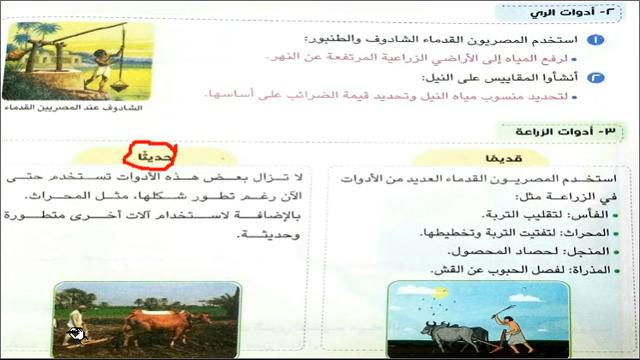 ٢- أدوات الري
١ استخدم المصريون القدماء الشادوف والطنبور:
• لرفع المياه إلى الأراضي الزراعية المرتفعة عن النهر.
٢ أنشأوا المقاييس على النيل:
• لتحديد منسوب مياه النيل وتحديد قيمة الضرائب على أساسها.
الشادوف عند المصريين القدماء
٣- أدوات الزراعة
قديمًا
استخدم المصريون القدماء العديد من الأدوات
في الزراعة مثل:
• الفأس: لتقليب التربة.
• المحراث: لتفتيت التربة وتخطيطها.
• المنجل: لحصاد المحصول.
• المذراة: لفصل الحبوب عن القش.
حديثًا
لا تزال بعض هذه الأدوات تستخدم حتى
الآن رغم تطور شكلها، مثل المحراث.
بالإضافة لاستخدام آلات أخرى متطورة
وحديثة.